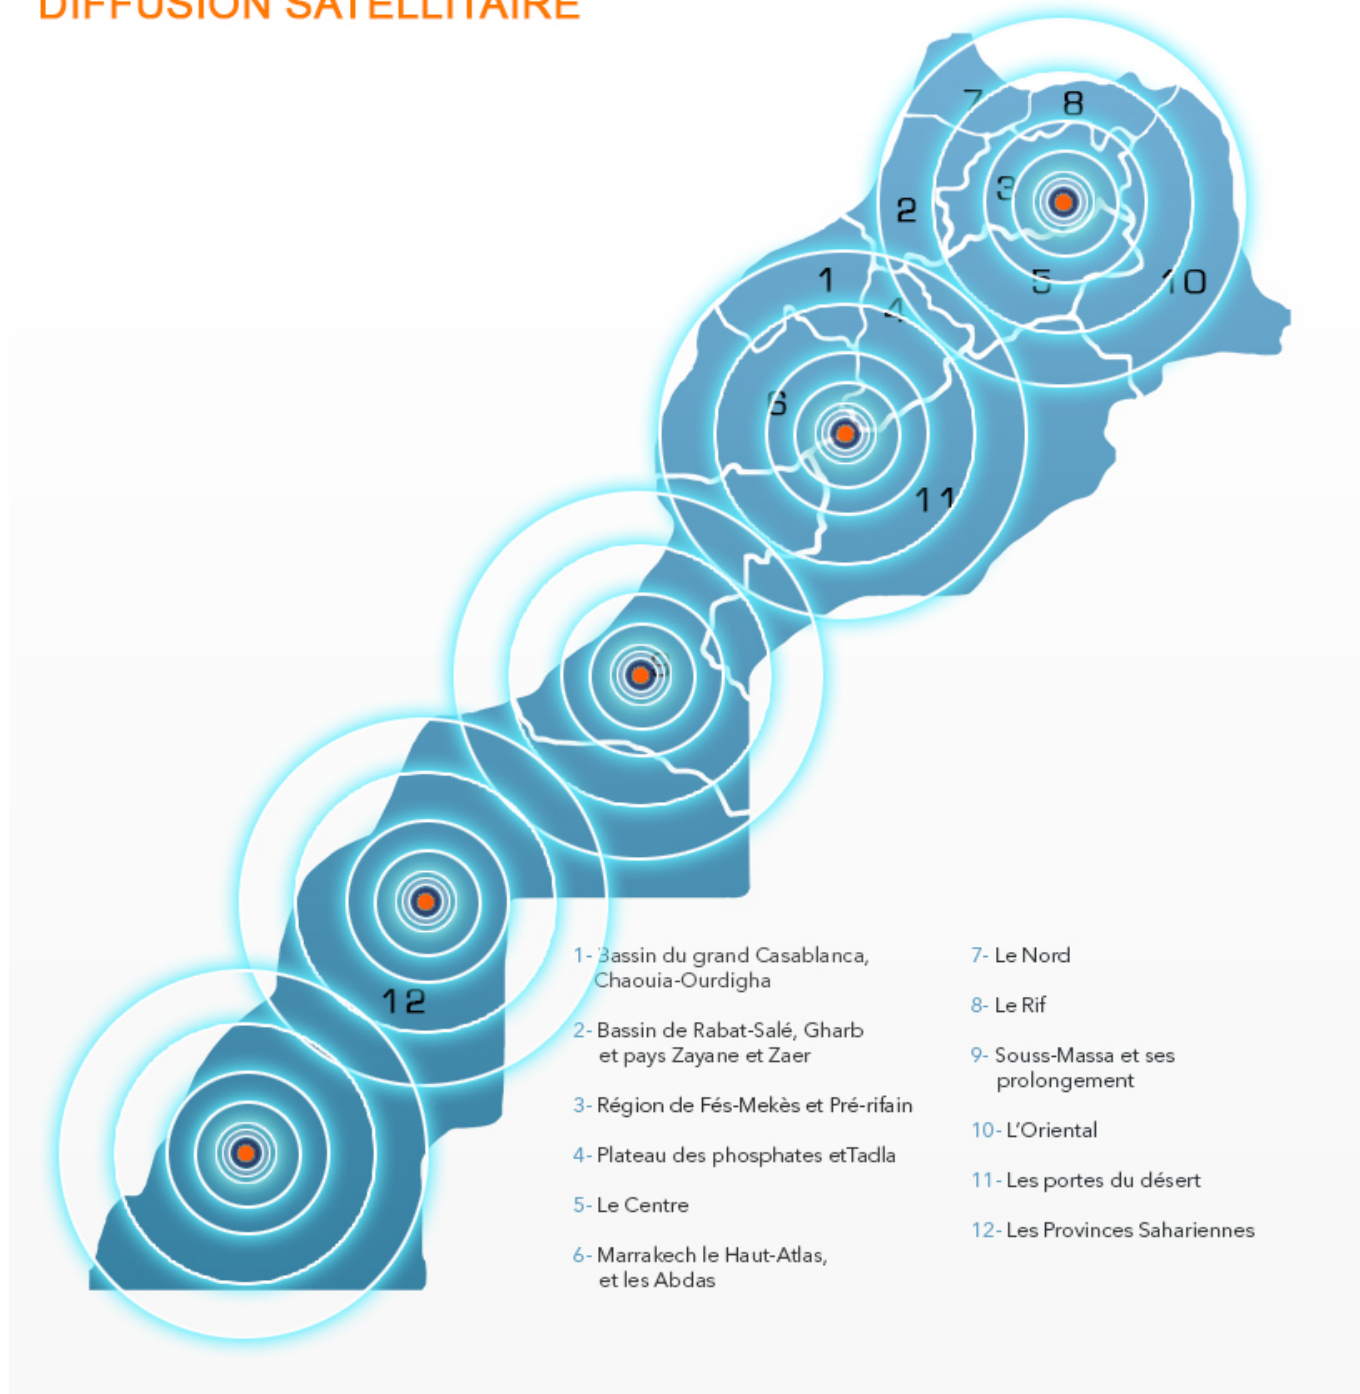 DIFFUSION SATELLITAIRE
7
8
3
2
5
10
1
4
6
11
9
12
1- Bassin du grand Casablanca,
Chaouia-Ourdigha
2- Bassin de Rabat-Salé, Gharb
et pays Zayane et Zaer
3- Région de Fés-Mekès et Pré-rifain
4- Plateau des phosphates etTadla
5- Le Centre
6- Marrakech le Haut-Atlas,
et les Abdas
7- Le Nord
8- Le Rif
9- Souss-Massa et ses
prolongement
10- L’Oriental
11- Les portes du désert
12- Les Provinces Sahariennes